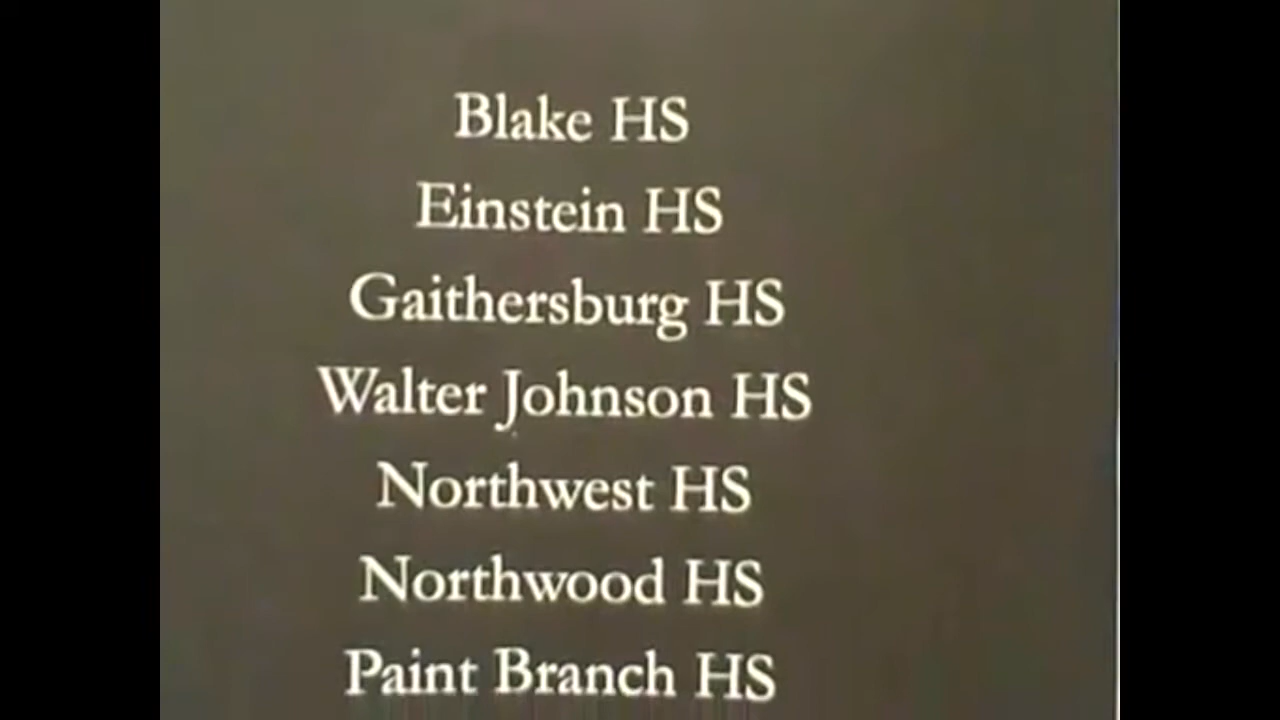 Blake HS
Einstein HS
Gaithersburg HS
Walter Johnson HS
Northwest HS
Northwood HS
Paint Branch HS